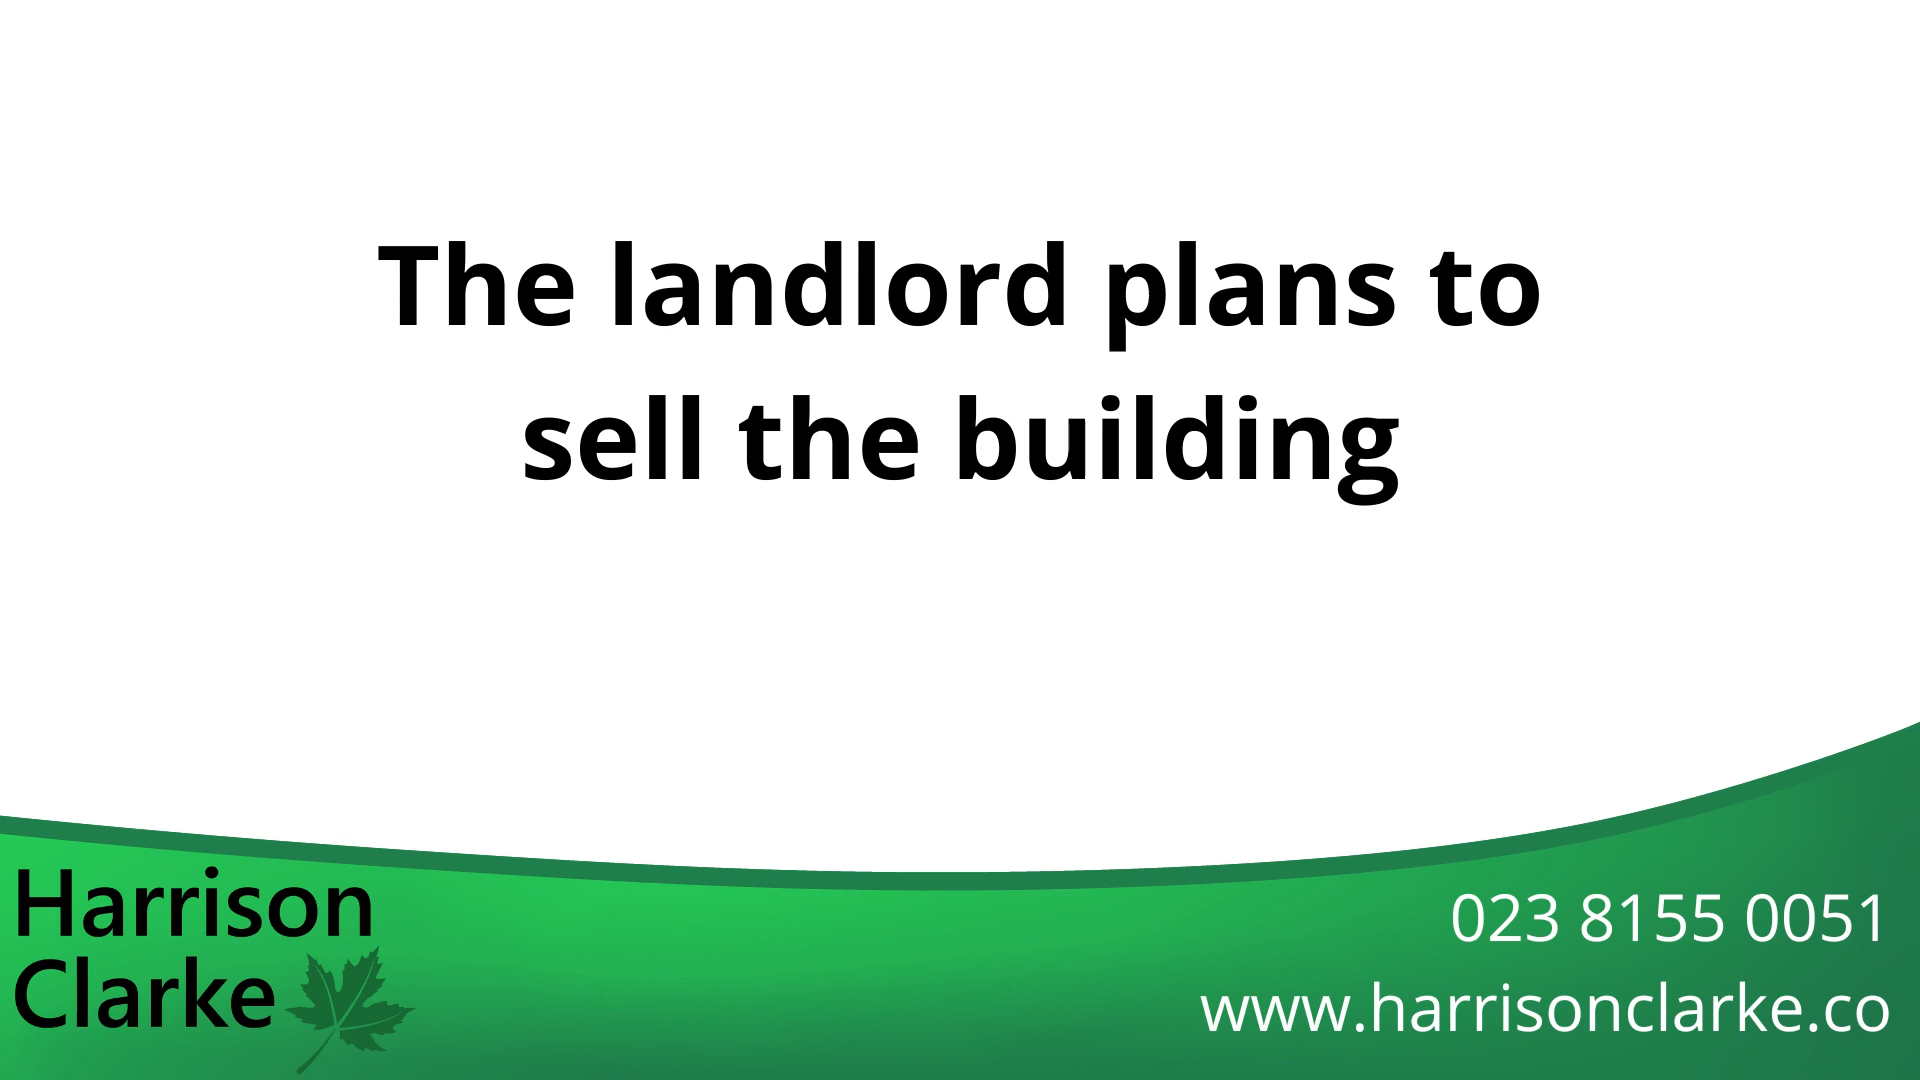 The landlord plans to
sell the building
Harrison
Clarke
023 8155 0051
www.harrisonclarke.co